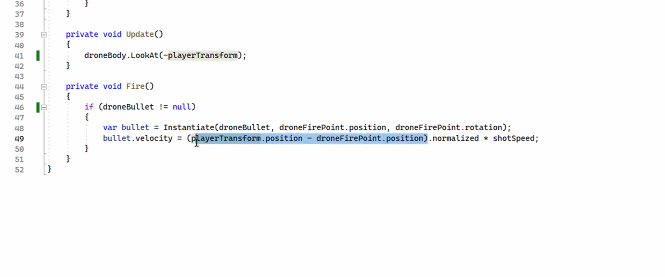 36 }
37 }
38
39 private void Update()
40 {
41 droneBody.LookAt(-playerTransform);
42 }
43
44 private void Fire()
45 {
46 if (droneBullet != null)
47 {
48 var bullet = Instantiate(droneBullet, droneFirePoint.position, droneFirePoint.rotation);
49 bullet.velocity = (playerTransform.position - droneFirePoint.position).normalized * shotSpeed;
50 }
51 }
52 }